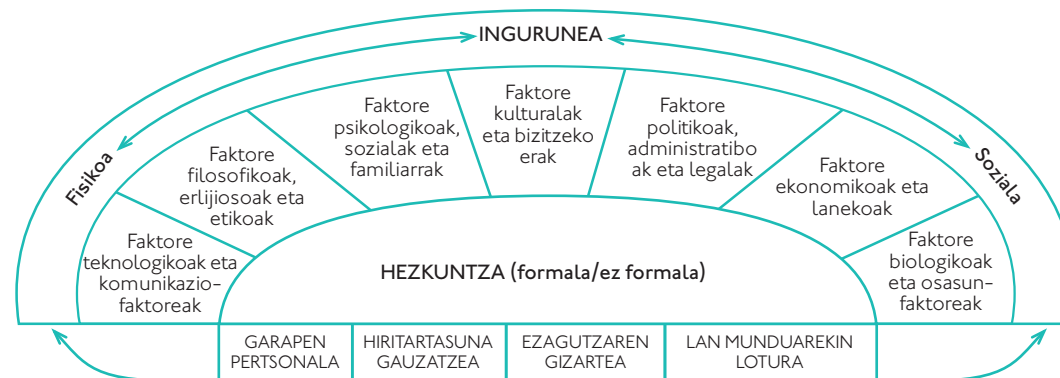 INGURUNEA
Fisikoa
Soziala
Faktore
teknologikoak eta
komunikazio-
faktoreak
Faktore
filosofikoak,
erlijiosoak eta
etikoak
Faktore
psikologikoak,
sozialak eta
familiarrak
Faktore
kulturalak
eta bizitzeko
erak
Faktore
politikoak,
administratibo
ak eta legalak
Faktore
ekonomikoak eta
lanekoak
Faktore
biologikoak
eta osasun-
faktoreak
HEZKUNTZA (formala/ez formala)
GARAPEN
PERTSONALA
HIRITARTASUNA
GAUZATZEA
EZAGUTZAREN
GIZARTEA
LAN MUNDUAREKIN
LOTURA